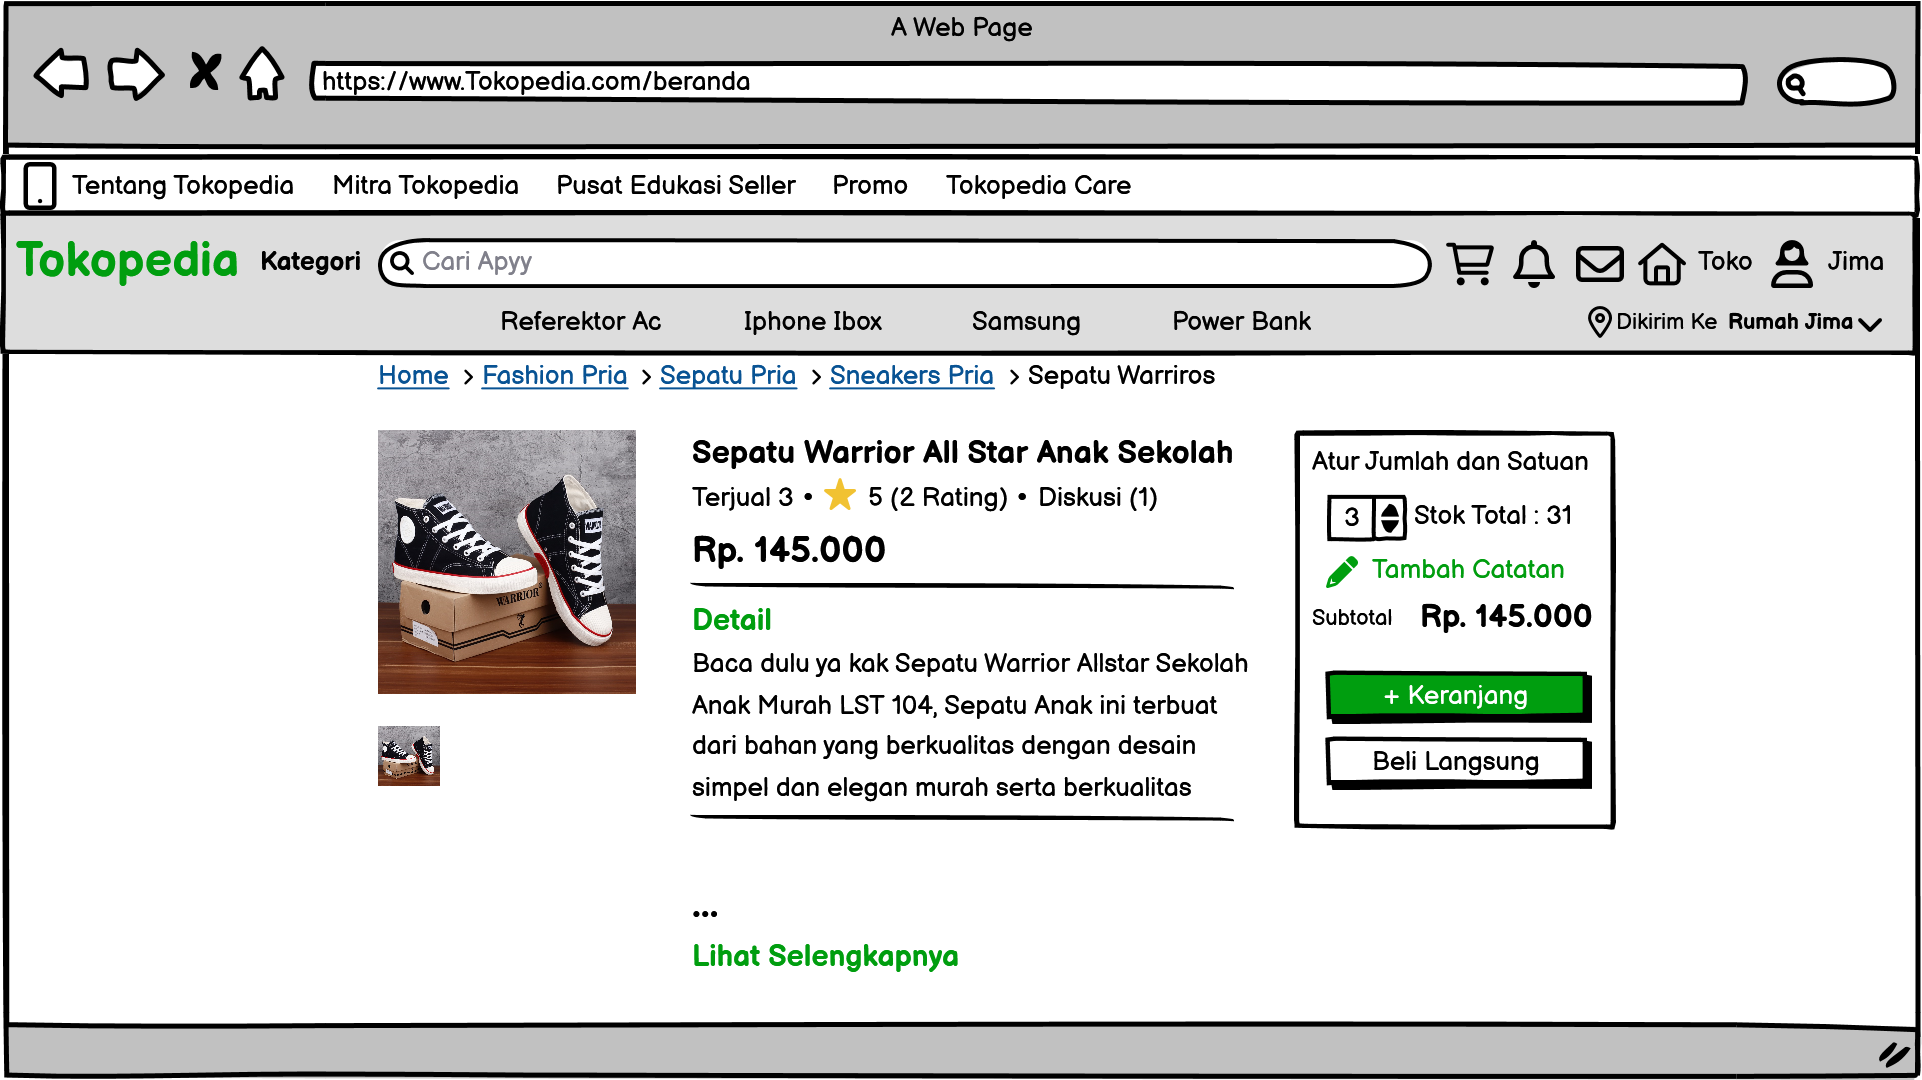 A Web Page
https://www.Tokopedia.com/beranda
Tentang Tokopedia Mitra Tokopedia Pusat Edukasi Seller Promo Tokopedia Care
Tokopedia Kategori Cari Apyy Toko Jima
Referektor Ac Iphone Ibox Samsung Power Bank Dikirim Ke Rumah Jima
Home > Fashion Pria > Sepatu Pria > Sneakers Pria > Sepatu Warriros
Sepatu Warrior All Star Anak Sekolah
Terjual 3 • 5 (2 Rating) • Diskusi (1)
Rp. 145.000
Detail
Baca dulu ya kak Sepatu Warrior Allstar Sekolah
Anak Murah LST 104, Sepatu Anak ini terbuat
dari bahan yang berkualitas dengan desain
simpel dan elegan murah serta berkualitas
...
Lihat Selengkapnya
Atur Jumlah dan Satuan
3 Stok Total : 31
Tambah Catatan
Subtotal Rp. 145.000
+ Keranjang
Beli Langsung
WARRIOR